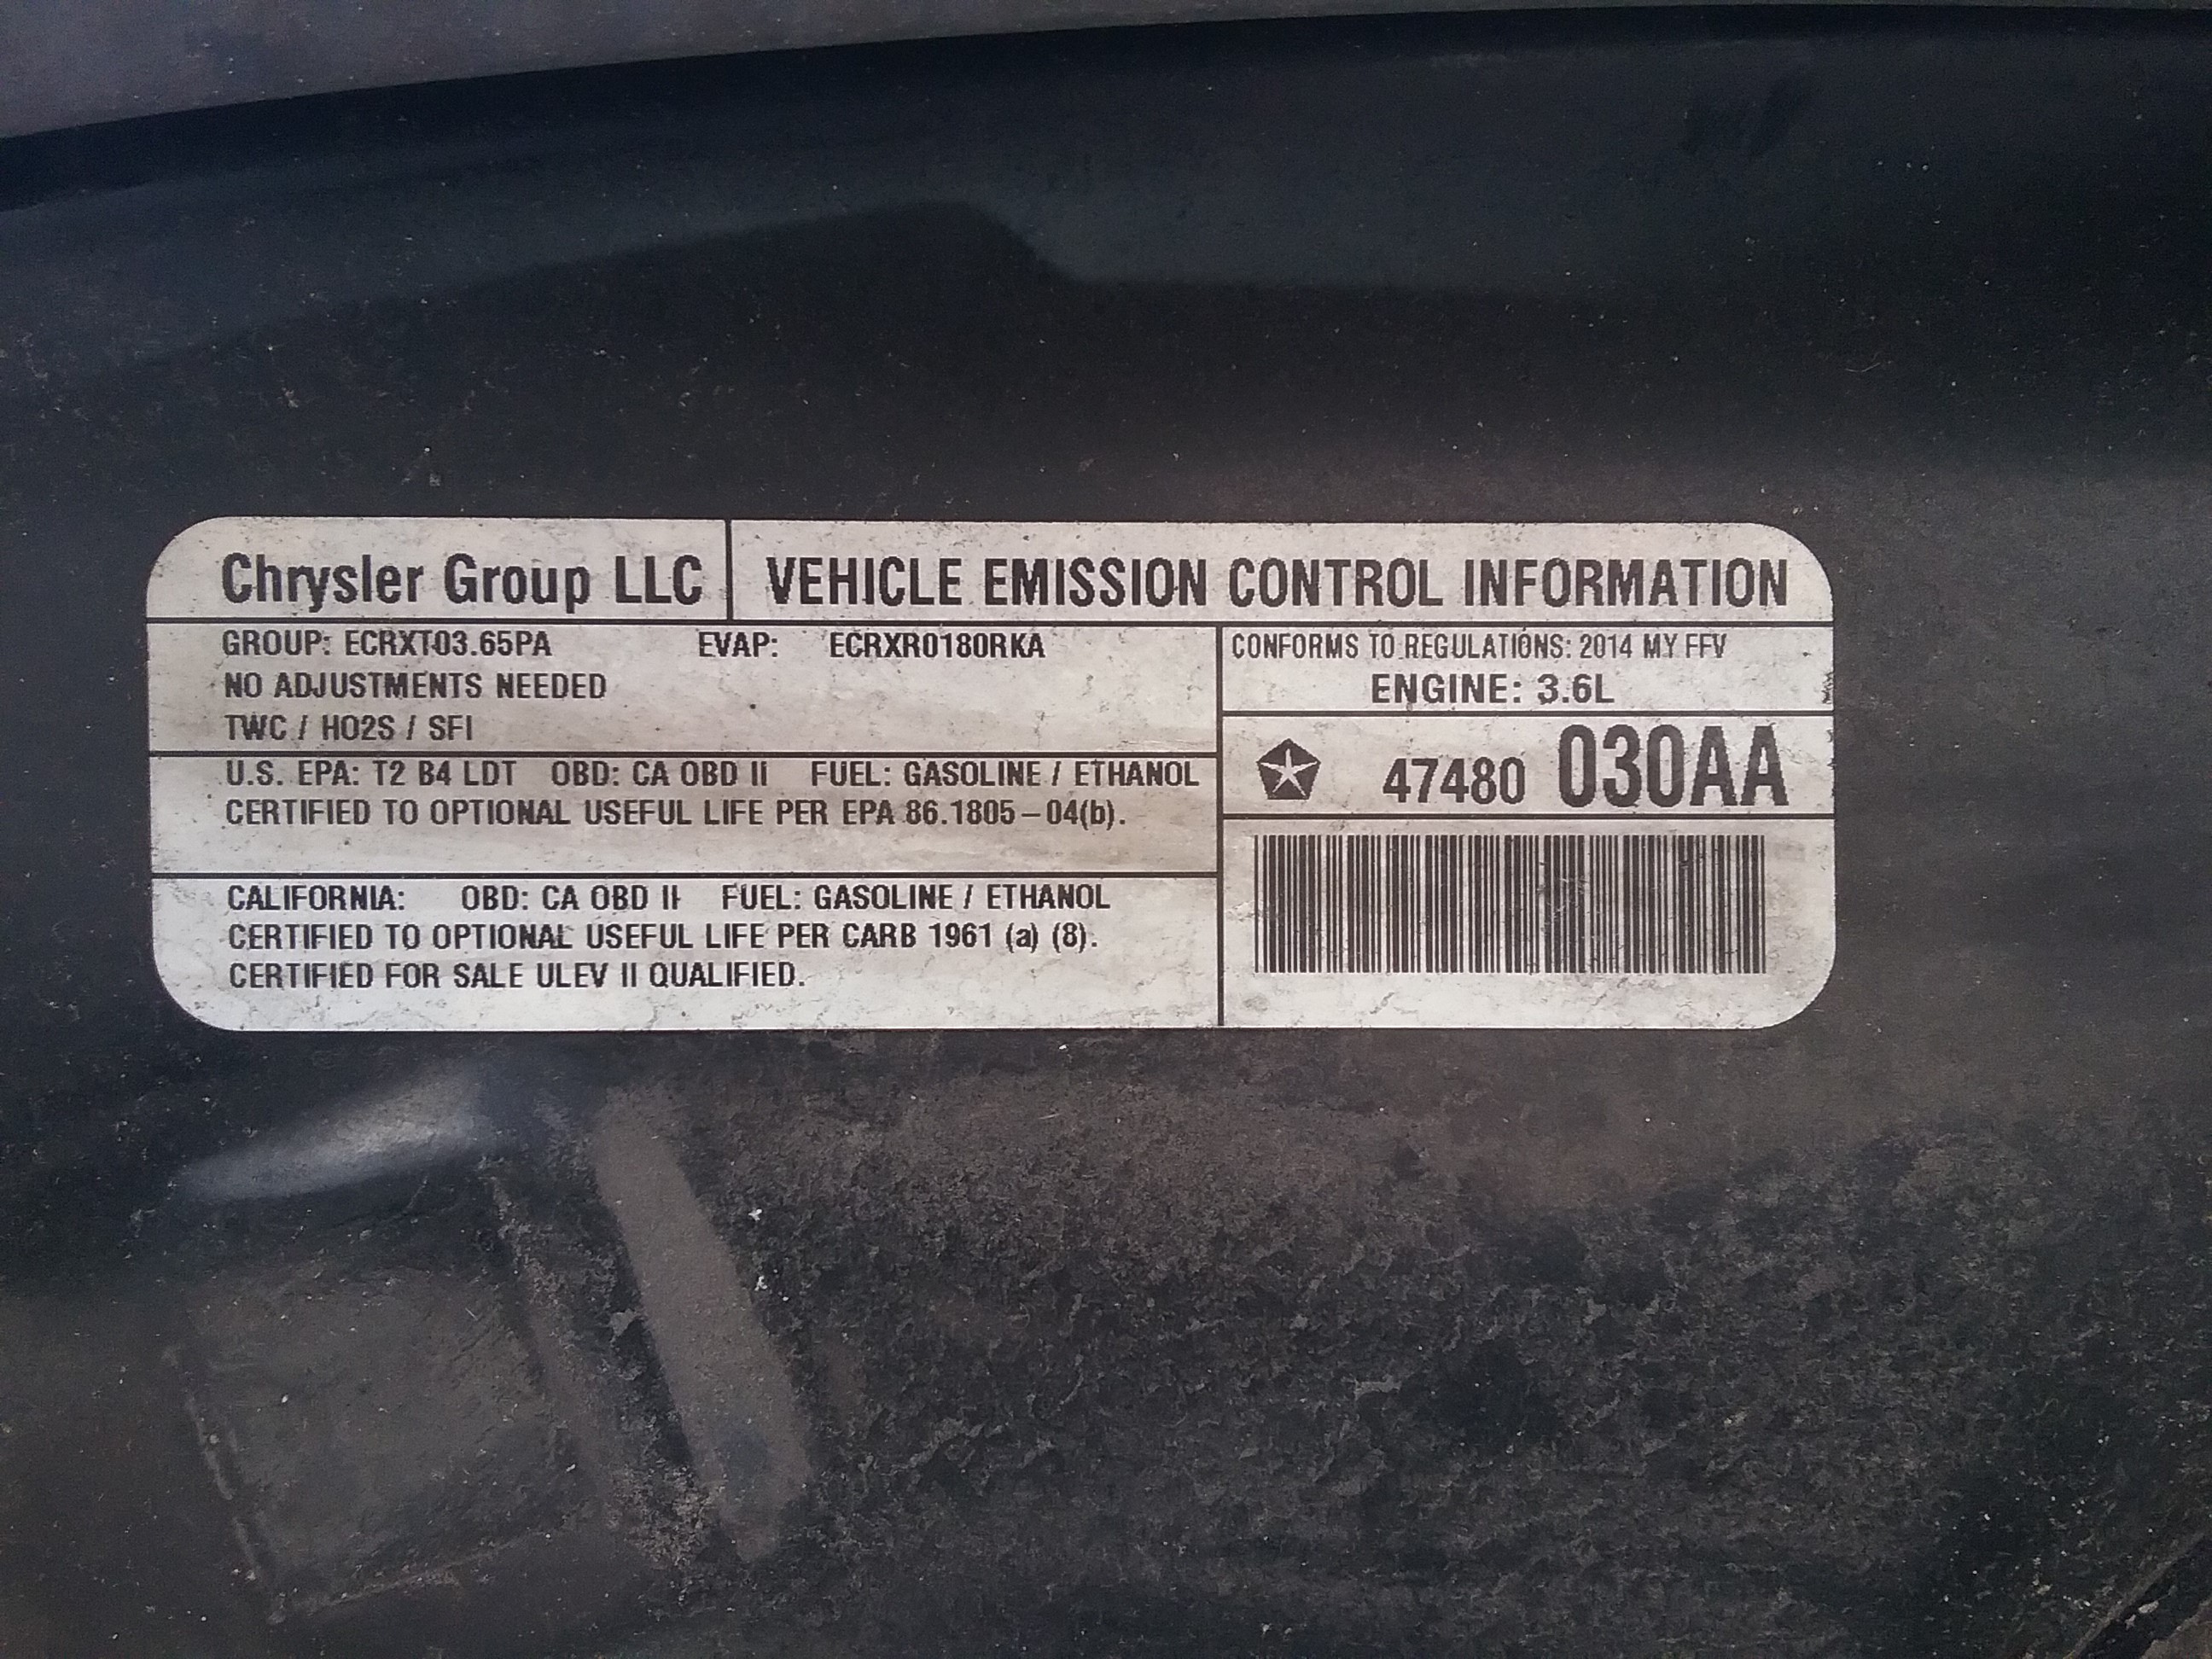 Chrysler Group LLC VEHICLE EMISSION CONTROL INFORMATION
GROUP: ECRXT03.65PA EVAP: ECRXR0180RKA
NO ADJUSTMENTS NEEDED
TWC / HO2S / SFI
CONFORMS TO REGULATIONS: 2014 MY FFV
ENGINE: 3.6L
47480 030AA
U.S. EPA: T2 B4 LDT OBD: CA OBD II FUEL: GASOLINE / ETHANOL
CERTIFIED TO OPTIONAL USEFUL LIFE PER EPA 86.1805–04(b).
CALIFORNIA: OBD: CA OBD II FUEL: GASOLINE / ETHANOL
CERTIFIED TO OPTIONAL USEFUL LIFE PER CARB 1961 (a) (8).
CERTIFIED FOR SALE ULEV II QUALIFIED.